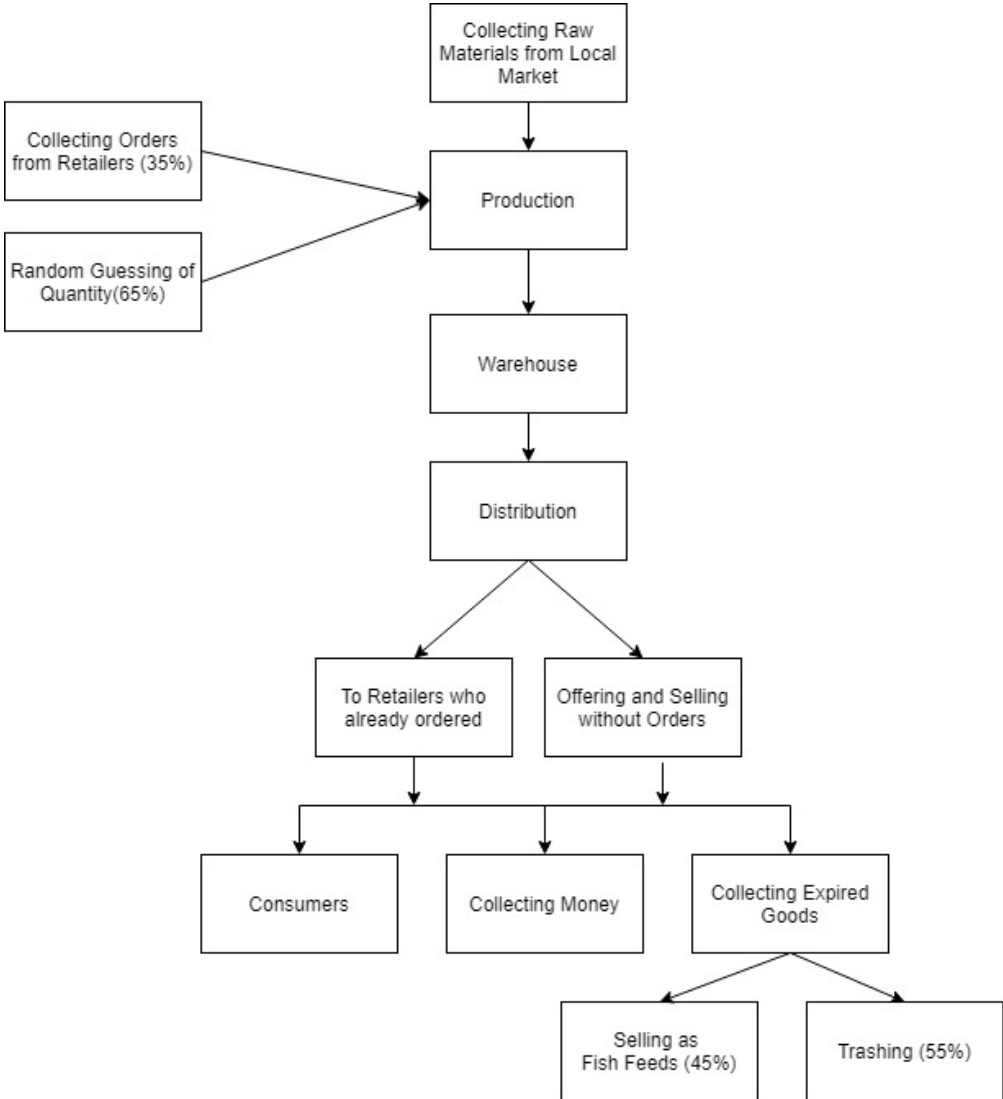 Collecting Raw
Materials from Local
Market
Collecting Orders
from Retailers (35%)
Production
Random Guessing of
Quantity(65%)
Warehouse
Distribution
To Retailers who
already ordered
Offering and Selling
without Orders
Consumers
Collecting Money
Collecting Expired
Goods
Selling as
Fish Feeds (45%)
Trashing (55%)